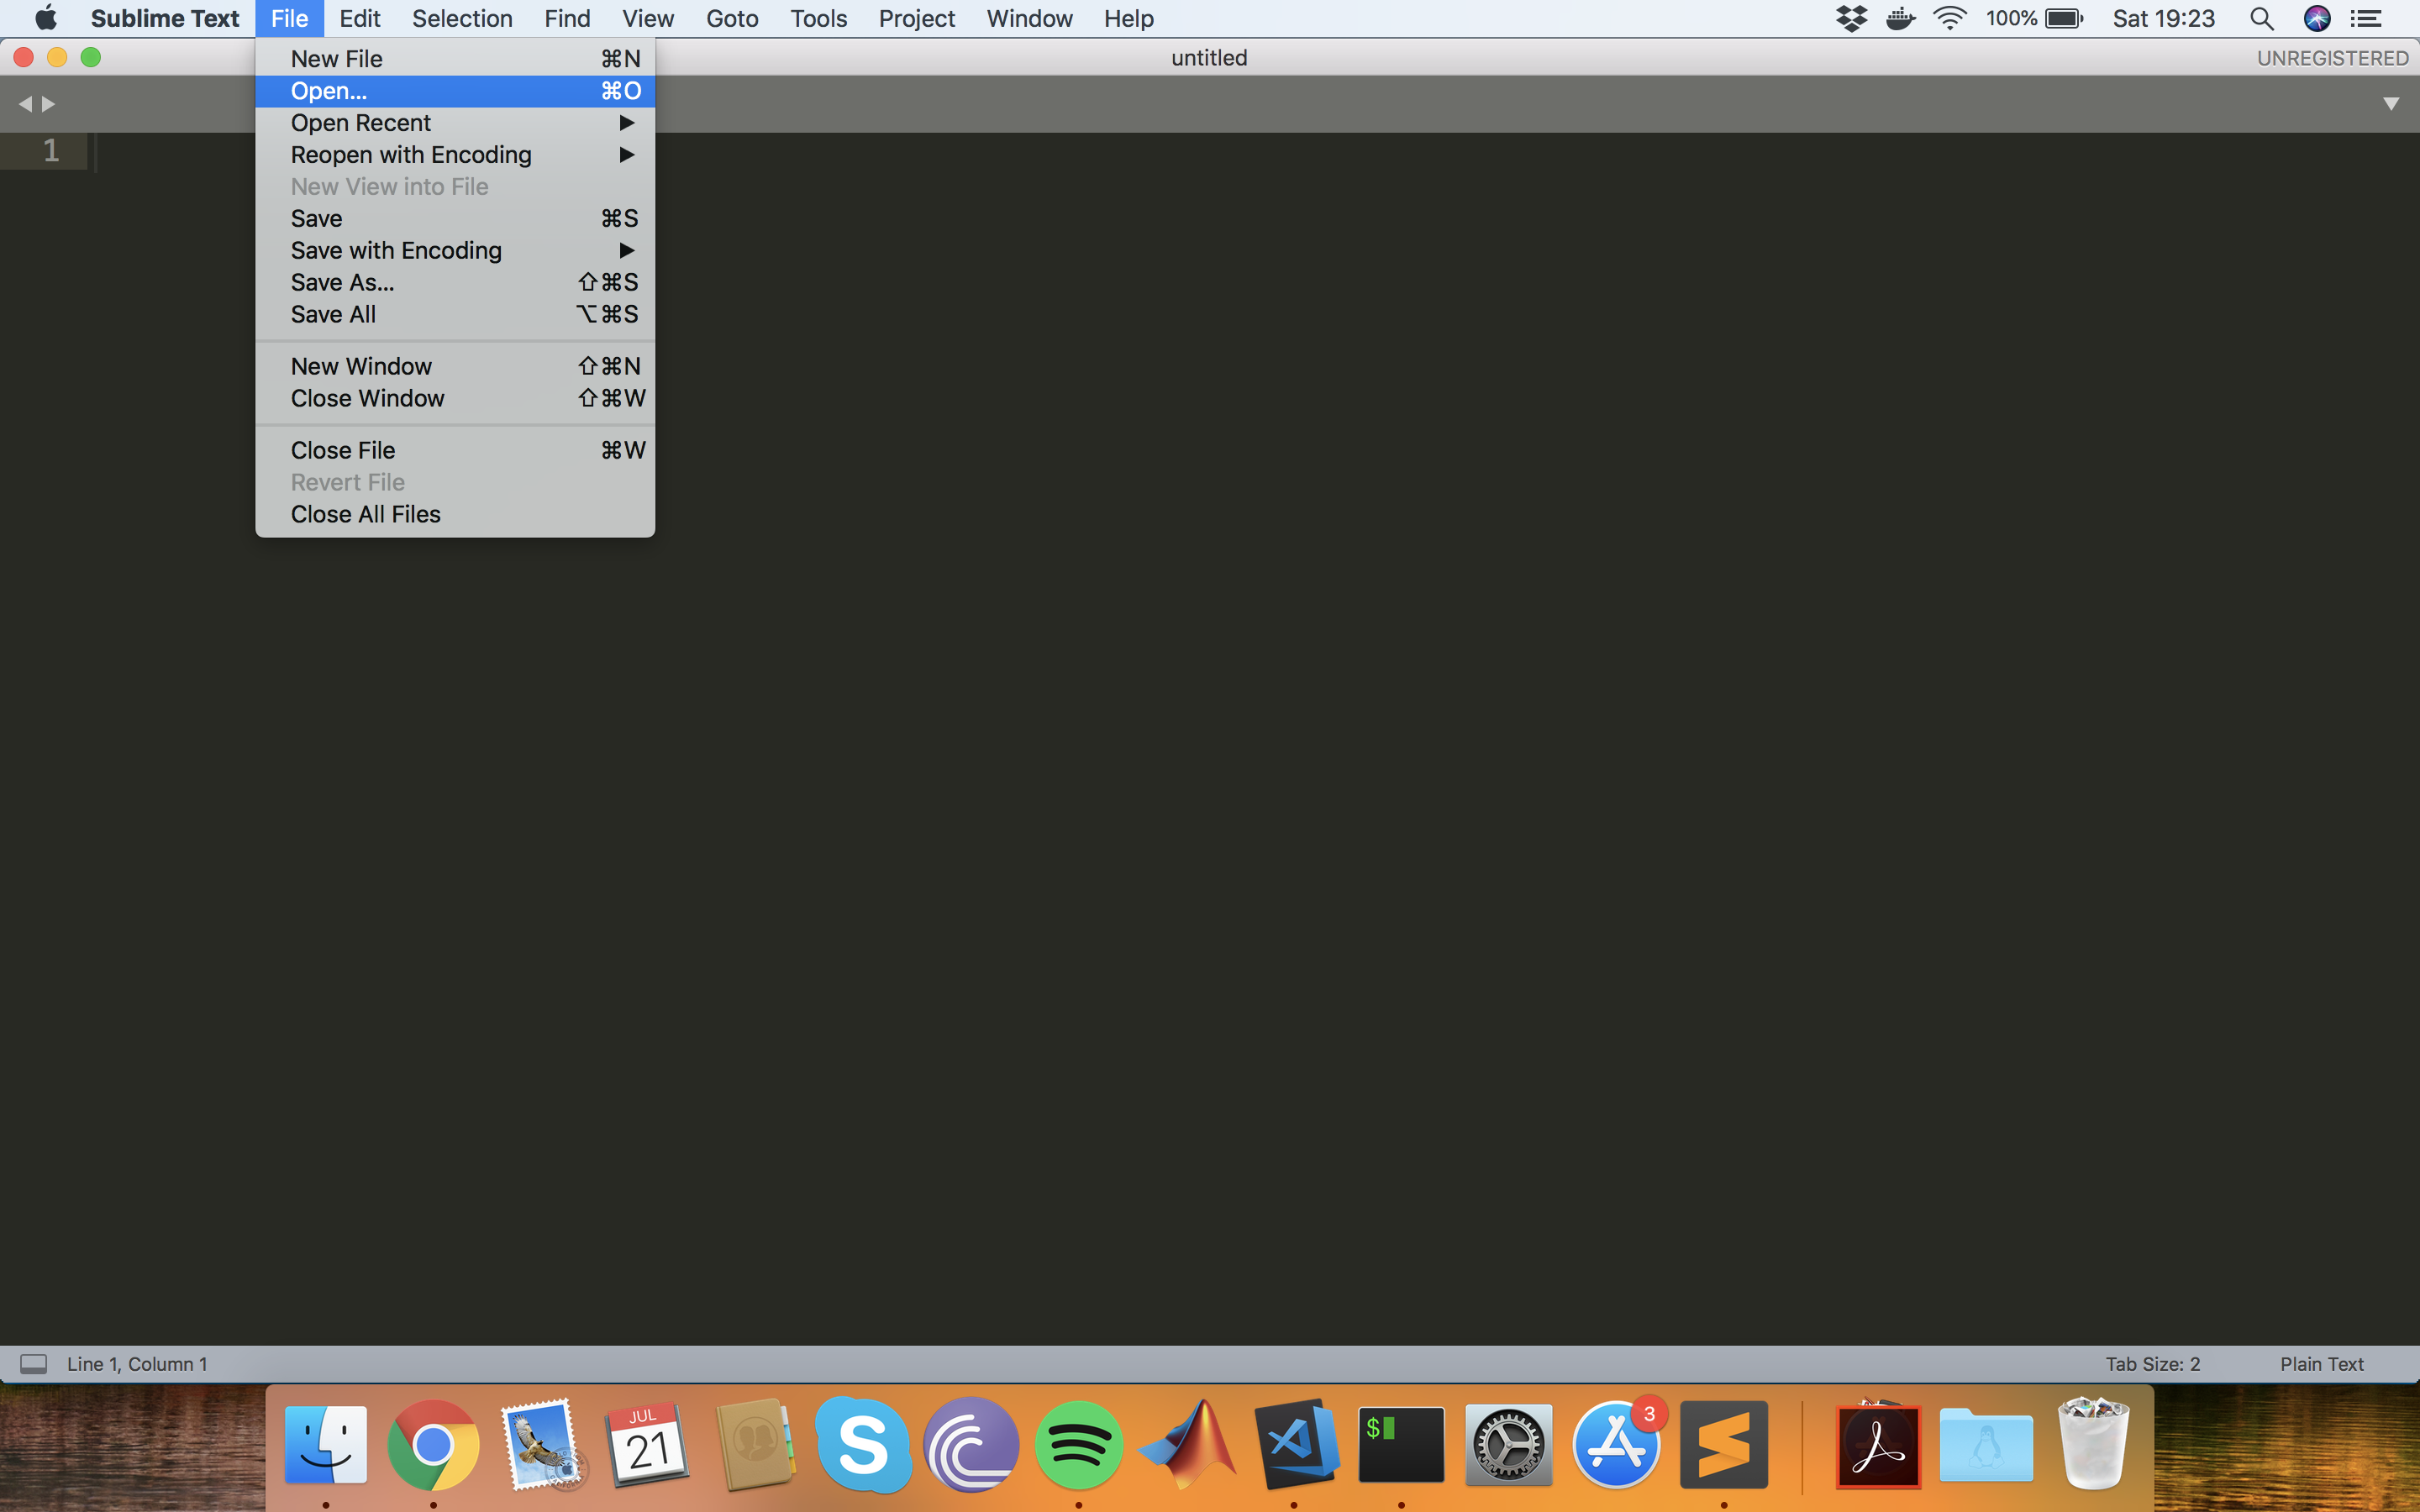 Sublime Text File Edit Selection Find View Goto Tools Project Window Help 100% Sat 19:23
untitled UNREGISTERED
New File ⌘N
Open... ⌘O
Open Recent ▶
Reopen with Encoding ▶
New View into File
Save ⌘S
Save with Encoding ▶
Save As... ⇧⌘S
Save All ⌥⌘S
New Window ⇧⌘N
Close Window ⇧⌘W
Close File ⌘W
Revert File
Close All Files
1
Line 1, Column 1 Tab Size: 2 Plain Text
JUL
21
S
$
3